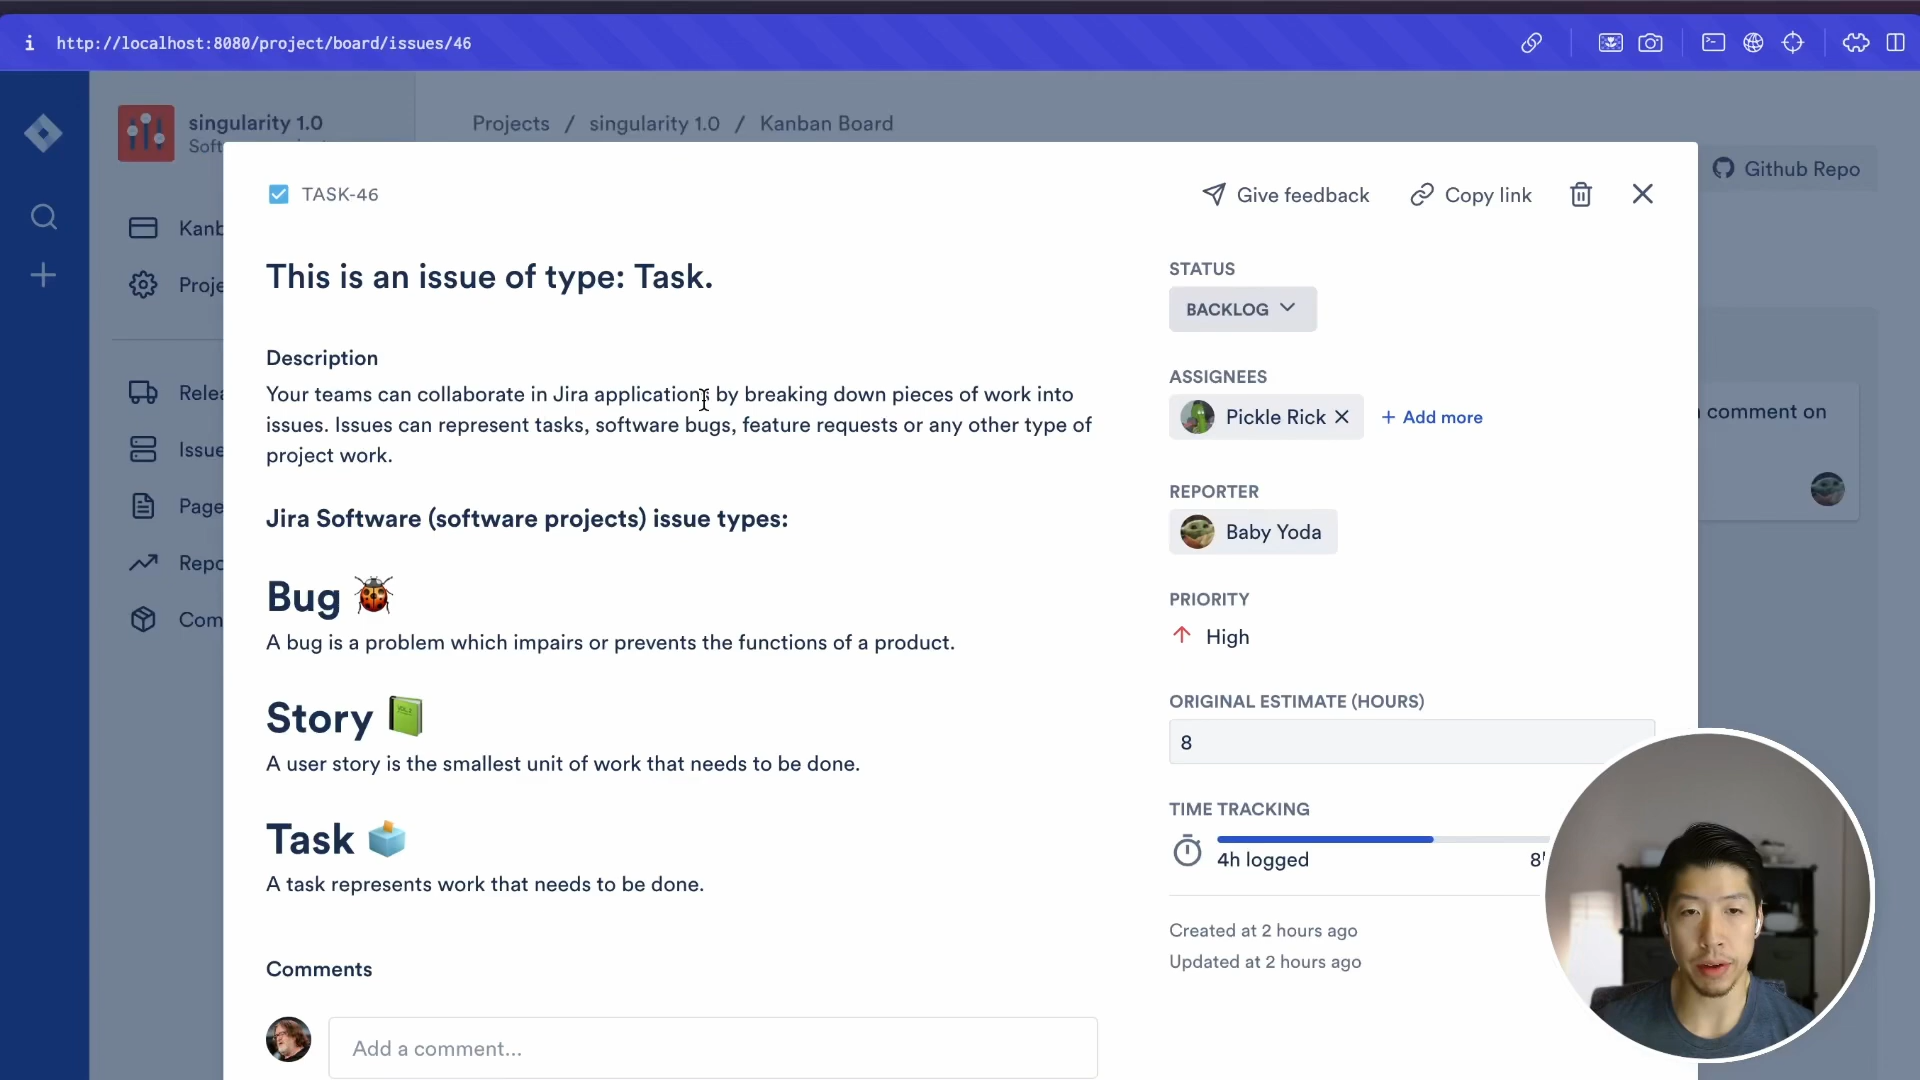 http://localhost:8080/project/board/issues/46
singularity 1.0
Projects / singularity 1.0 / Kanban Board
Github Repo
TASK-46
Give feedback
Copy link
This is an issue of type: Task.
Description
Your teams can collaborate in Jira applications by breaking down pieces of work into
issues. Issues can represent tasks, software bugs, feature requests or any other type of
project work.
Jira Software (software projects) issue types:
Bug 🐞
A bug is a problem which impairs or prevents the functions of a product.
Story 📗
A user story is the smallest unit of work that needs to be done.
Task 🗳
A task represents work that needs to be done.
Comments
Add a comment...
STATUS
BACKLOG
ASSIGNEES
Pickle Rick
+ Add more
REPORTER
Baby Yoda
PRIORITY
High
ORIGINAL ESTIMATE (HOURS)
8
TIME TRACKING
4h logged
Created at 2 hours ago
Updated at 2 hours ago
comment on